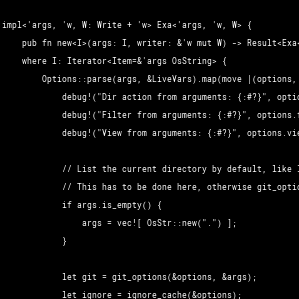 impl<'args, 'w, W: Write + 'w> Exa<'args, 'w, W> {
pub fn new<I>(args: I, writer: &'w mut W) -> Result<Exa<
where I: Iterator<Item=&'args OsString> {
Options::parse(args, &LiveVars).map(move |(options,
debug!("Dir action from arguments: {:#?}", optio
debug!("Filter from arguments: {:#?}", options.
debug!("View from arguments: {:#?}", options.vie
// List the current directory by default, like
// This has to be done here, otherwise git_optio
if args.is_empty() {
args = vec![ OsStr::new(".") ];
}
let git = git_options(&options, &args);
let ignore = ignore_cache(&options);